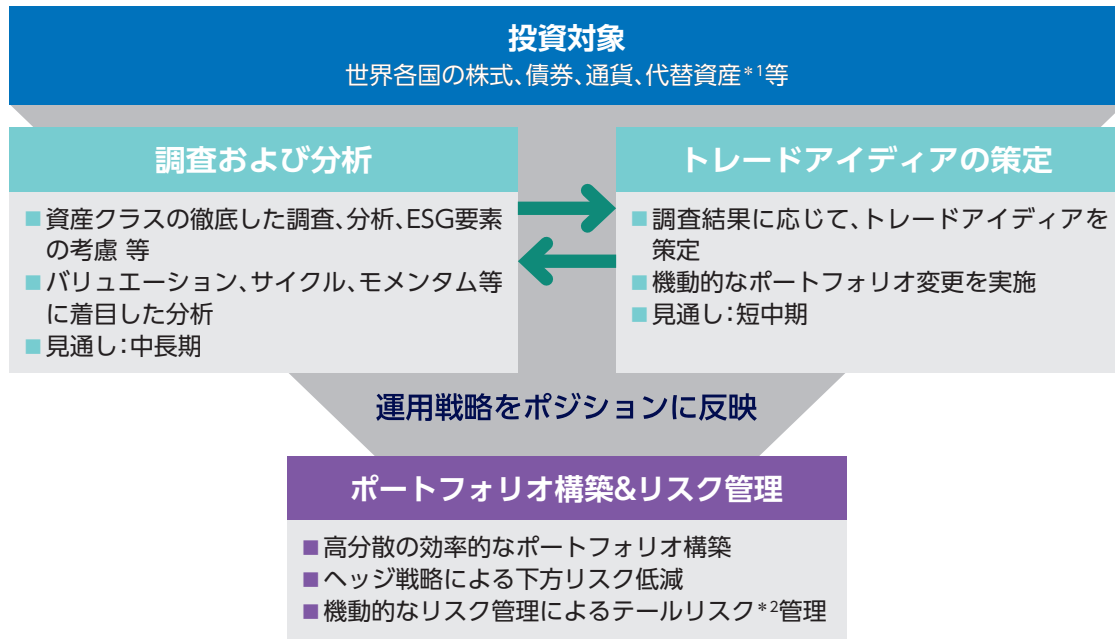 投資対象
世界各国の株式、債券、通貨、代替資産*1等
調査および分析
■資産クラスの徹底した調査、分析、ESG要素
の考慮 等
■バリュエーション、サイクル、モメンタム等
に着目した分析
■見通し：中長期
トレードアイディアの策定
■調査結果に応じて、トレードアイディアを
策定
■機動的なポートフォリオ変更を実施
■見通し：短中期
運用戦略をポジションに反映
ポートフォリオ構築&リスク管理
■高分散の効率的なポートフォリオ構築
■ヘッジ戦略による下方リスク低減
■機動的なリスク管理によるテールリスク*2管理